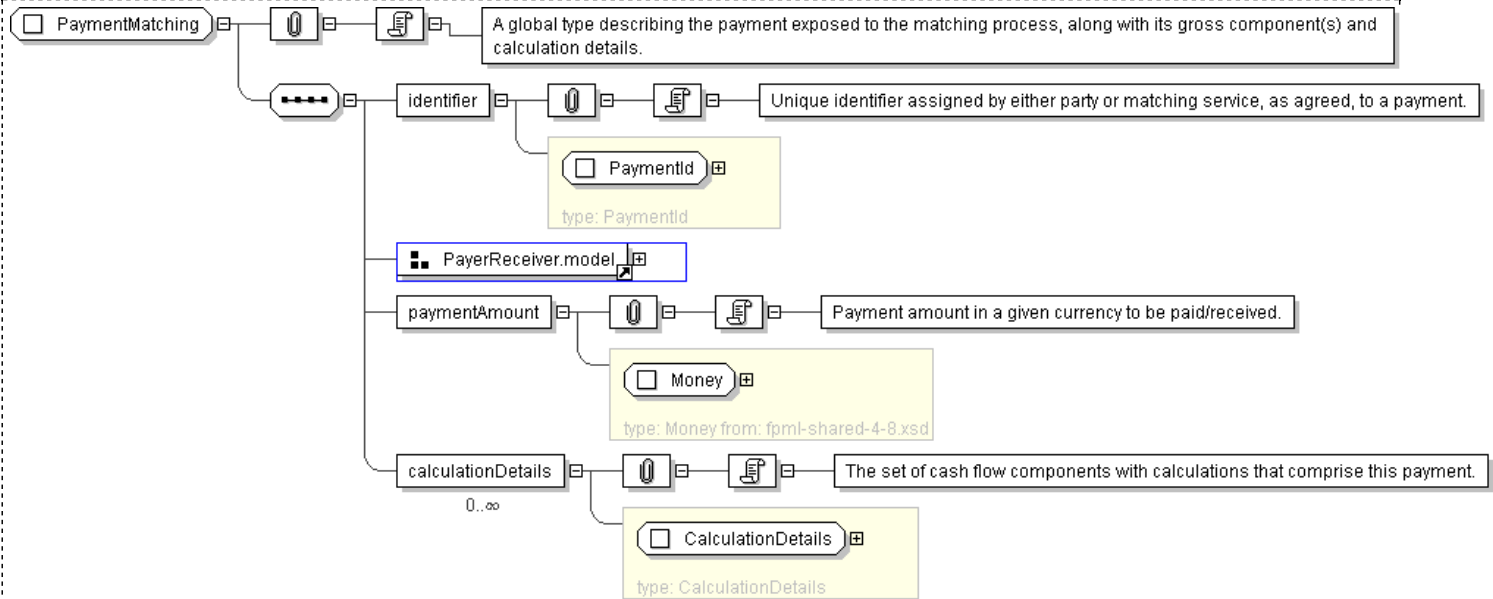 PaymentMatching
A global type describing the payment exposed to the matching process, along with its gross component(s) and
calculation details.
identifier
Unique identifier assigned by either party or matching service, as agreed, to a payment.
PaymentId
type: PaymentId
PayerReceiver.model
paymentAmount
Payment amount in a given currency to be paid/received.
Money
type: Money from: fpml-shared-4-8.xsd
calculationDetails
The set of cash flow components with calculations that comprise this payment.
0..∞
CalculationDetails
type: CalculationDetails